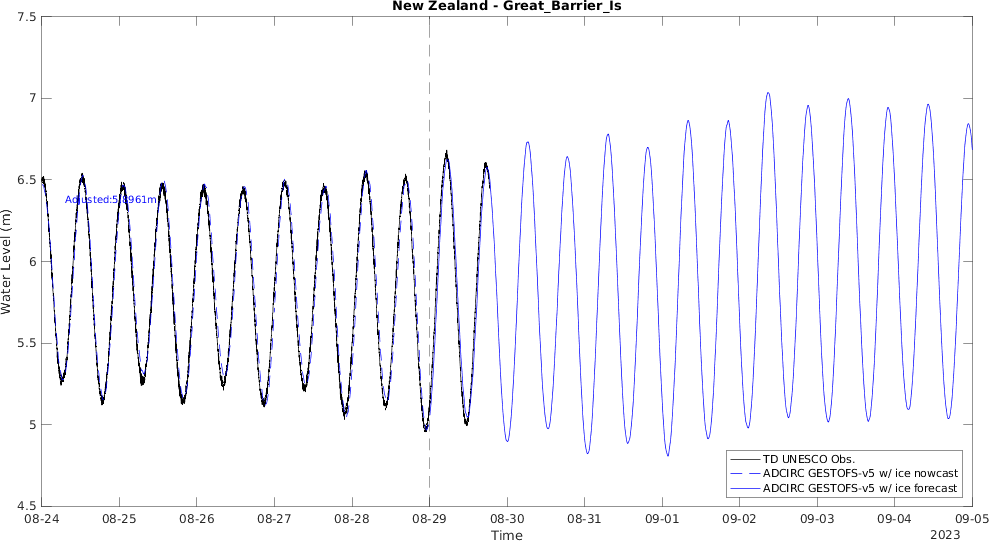 New Zealand - Great_Barrier_Is
7.5
7
6.5
6
5.5
5
4.5
Water Level (m)
Adjusted:5.8961m
TD UNESCO Obs.
ADCIRC GESTOFS-v5 w/ ice nowcast
ADCIRC GESTOFS-v5 w/ ice forecast
08-24 08-25 08-26 08-27 08-28 08-29 08-30 08-31 09-01 09-02 09-03 09-04 09-05
Time
2023